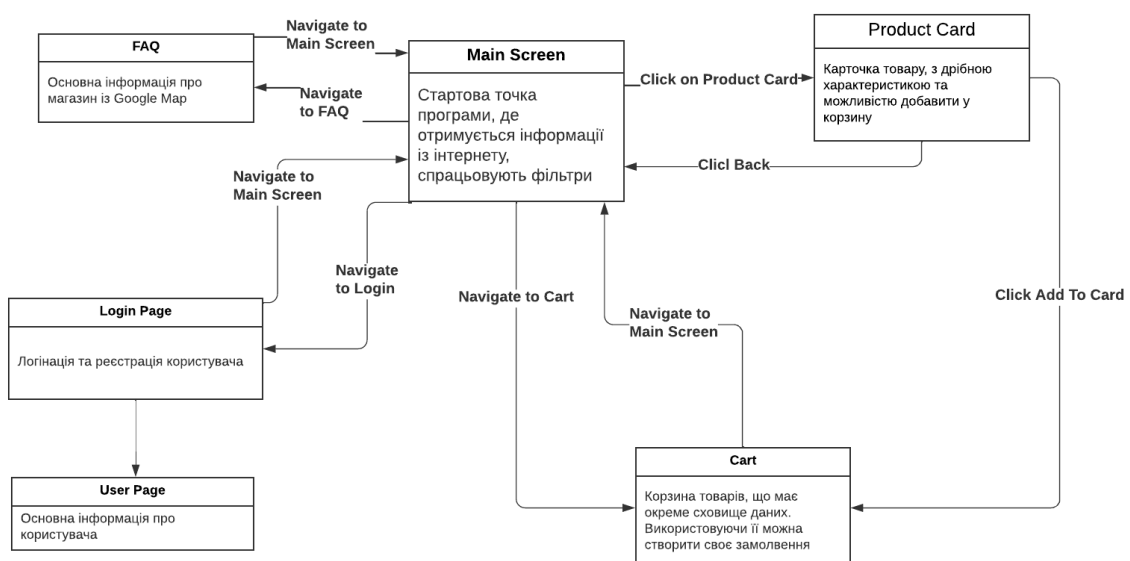 Navigate to
Main Screen
FAQ
Основна інформація про
магазин із Google Map
Navigate
to FAQ
Main Screen
Стартова точка
програми, де
отримується інформації
із інтернету,
спрацьовують фільтри
Click on Product Card
Product Card
Карточка товару, з дрібною
характеристикою та
можливістю добавити у
корзину
Cliсl Back
Navigate to
Main Screen
Navigate
to Login
Navigate to Cart
Navigate to
Main Screen
Click Add To Card
Login Page
Логінація та реєстрація користувача
User Page
Основна інформація про
користувача
Cart
Корзина товарів, що має
окреме сховище даних.
Використовуючи її можна
створити своє замолвення